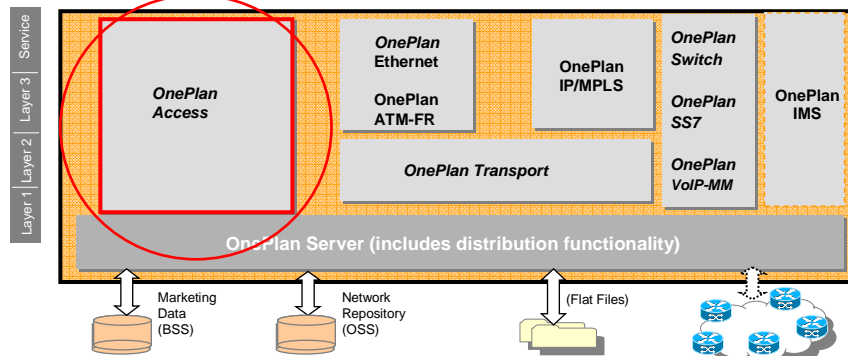 Service
Layer 3
Layer 2
Layer 1
OnePlan
Access
OnePlan
Ethernet
OnePlan
ATM-FR
OnePlan
IP/MPLS
OnePlan
Switch
OnePlan
SS7
OnePlan
VoIP-MM
OnePlan
IMS
OnePlan Transport
OnePlan Server (includes distribution functionality)
Marketing
Data
(BSS)
Network
Repository
(OSS)
(Flat Files)